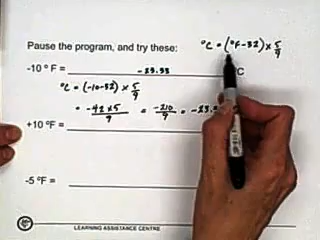 °C = (°F - 32) × 5/9
Pause the program, and try these:
-10 °F = -23.33 °C
°C = (-10 - 32) × 5/9
= -42 × 5 / 9 = -210/9 = -23.3
+10 °F =
-5 °F =
LEARNING ASSISTANCE CENTRE